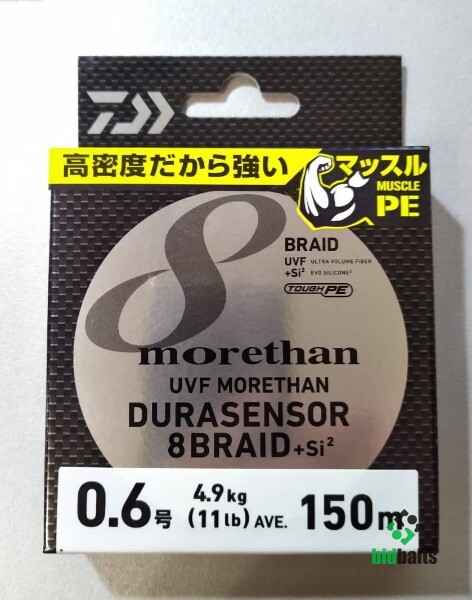 高密度だから強い
マッスル
MUSCLE
PE
8
BRAID
UVF ULTRA VOLUME FIBER
+Si² EVO SILICONE²
TOUGH PE
morethan
UVF MORETHAN
DURASENSOR
8BRAID+Si²
0.6号 4.9kg (11lb) AVE. 150m
bidbaits